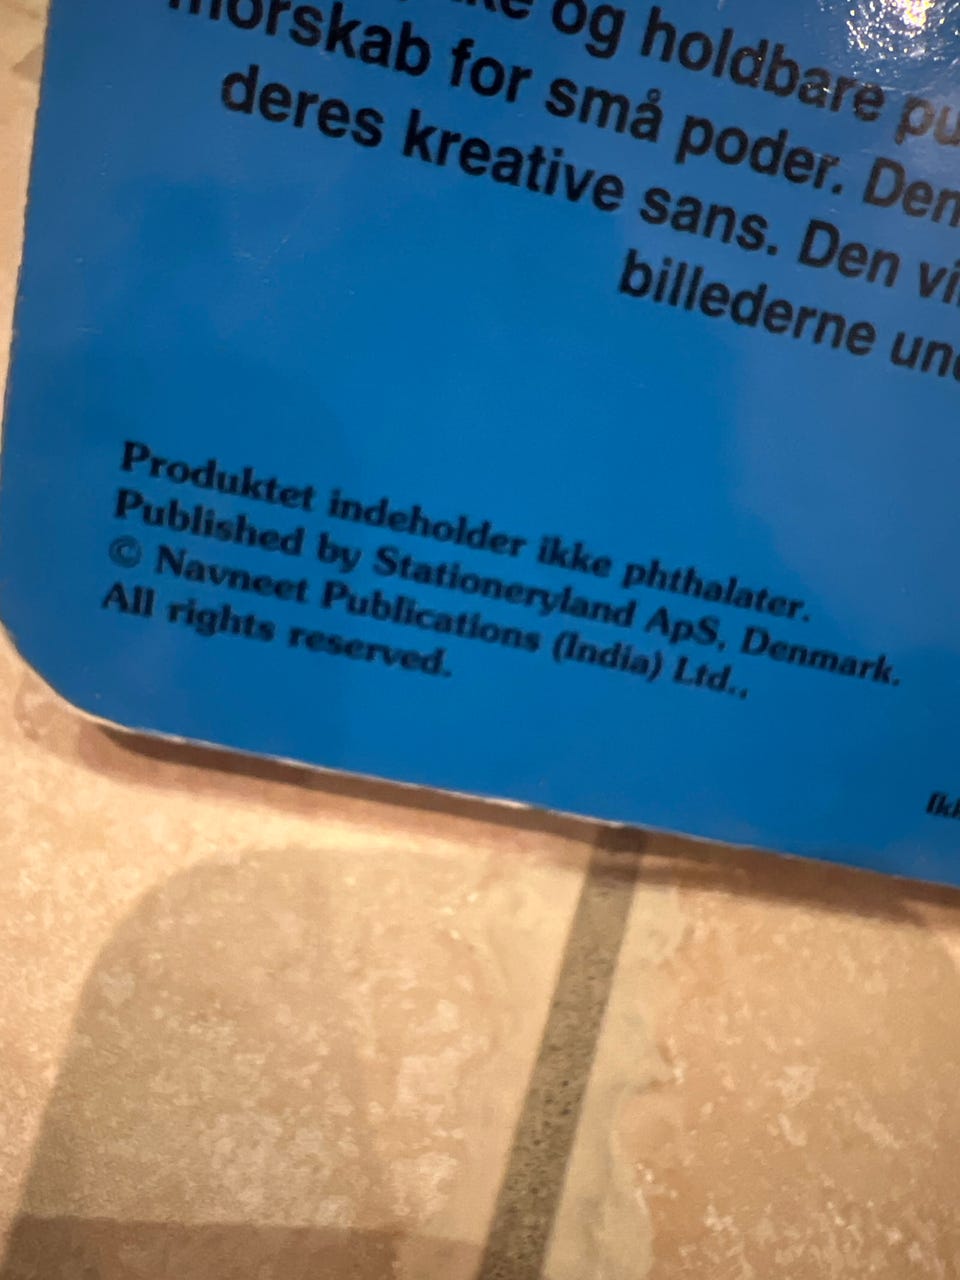 og holdbare
morskab for små poder. Den
deres kreative sans. Den
billederne
Produktet indeholder ikke phthalater.
Published by Stationeryland ApS, Denmark.
© Navneet Publications (India) Ltd.,
All rights reserved.